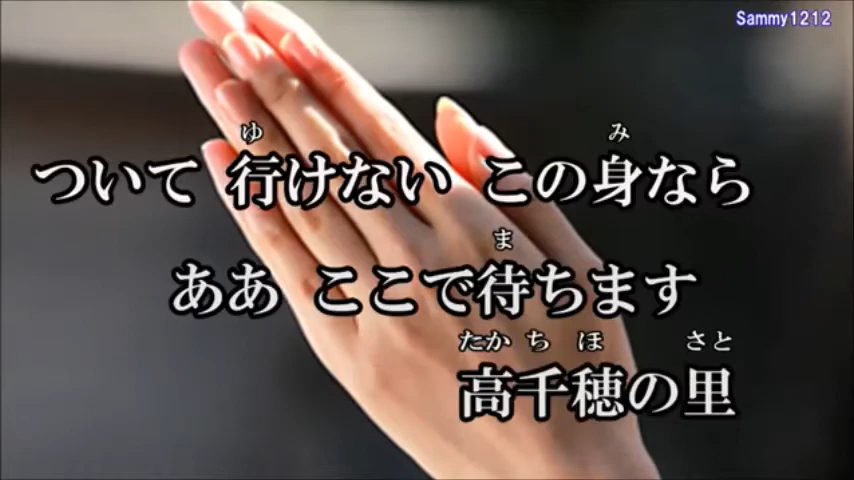 Sammy1212
ゆ み
ついて 行けない この身なら
ま
ああ ここで待ちます
たか ち ほ さと
高千穂の里